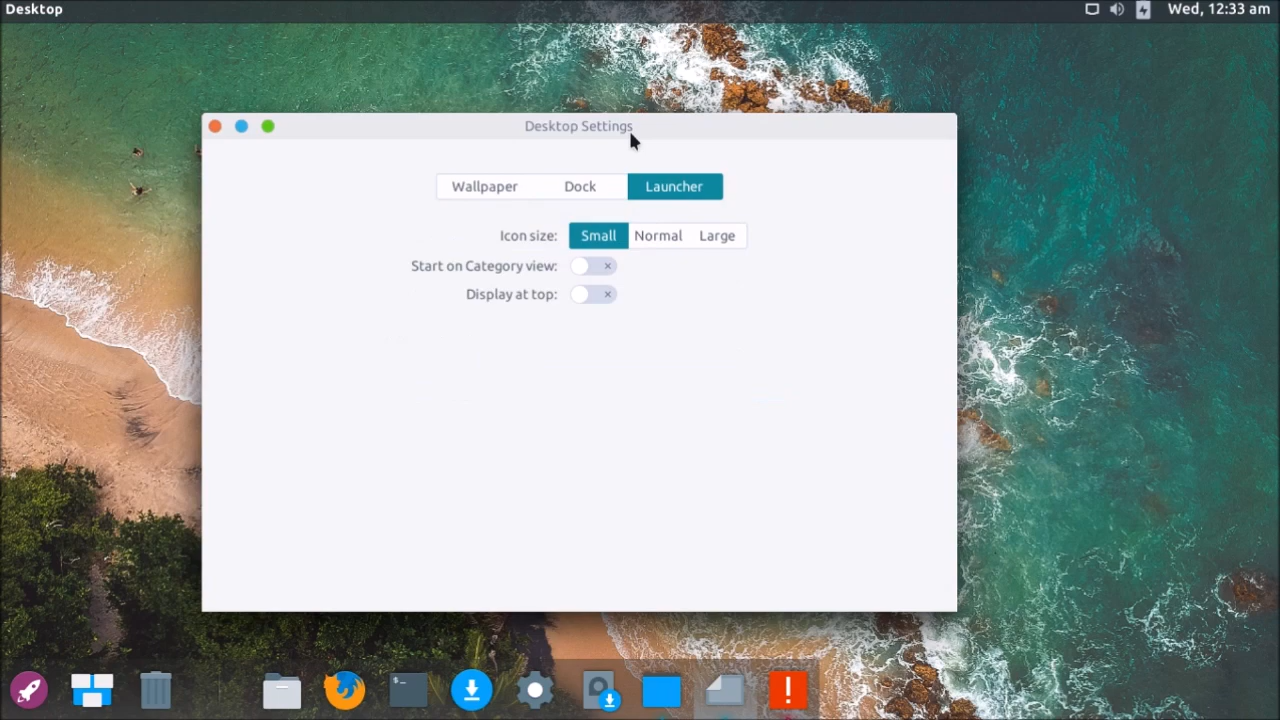 Desktop
Wed, 12:33 am
Desktop Settings
Wallpaper Dock Launcher
Icon size: Small Normal Large
Start on Category view:
Display at top:
$_
!